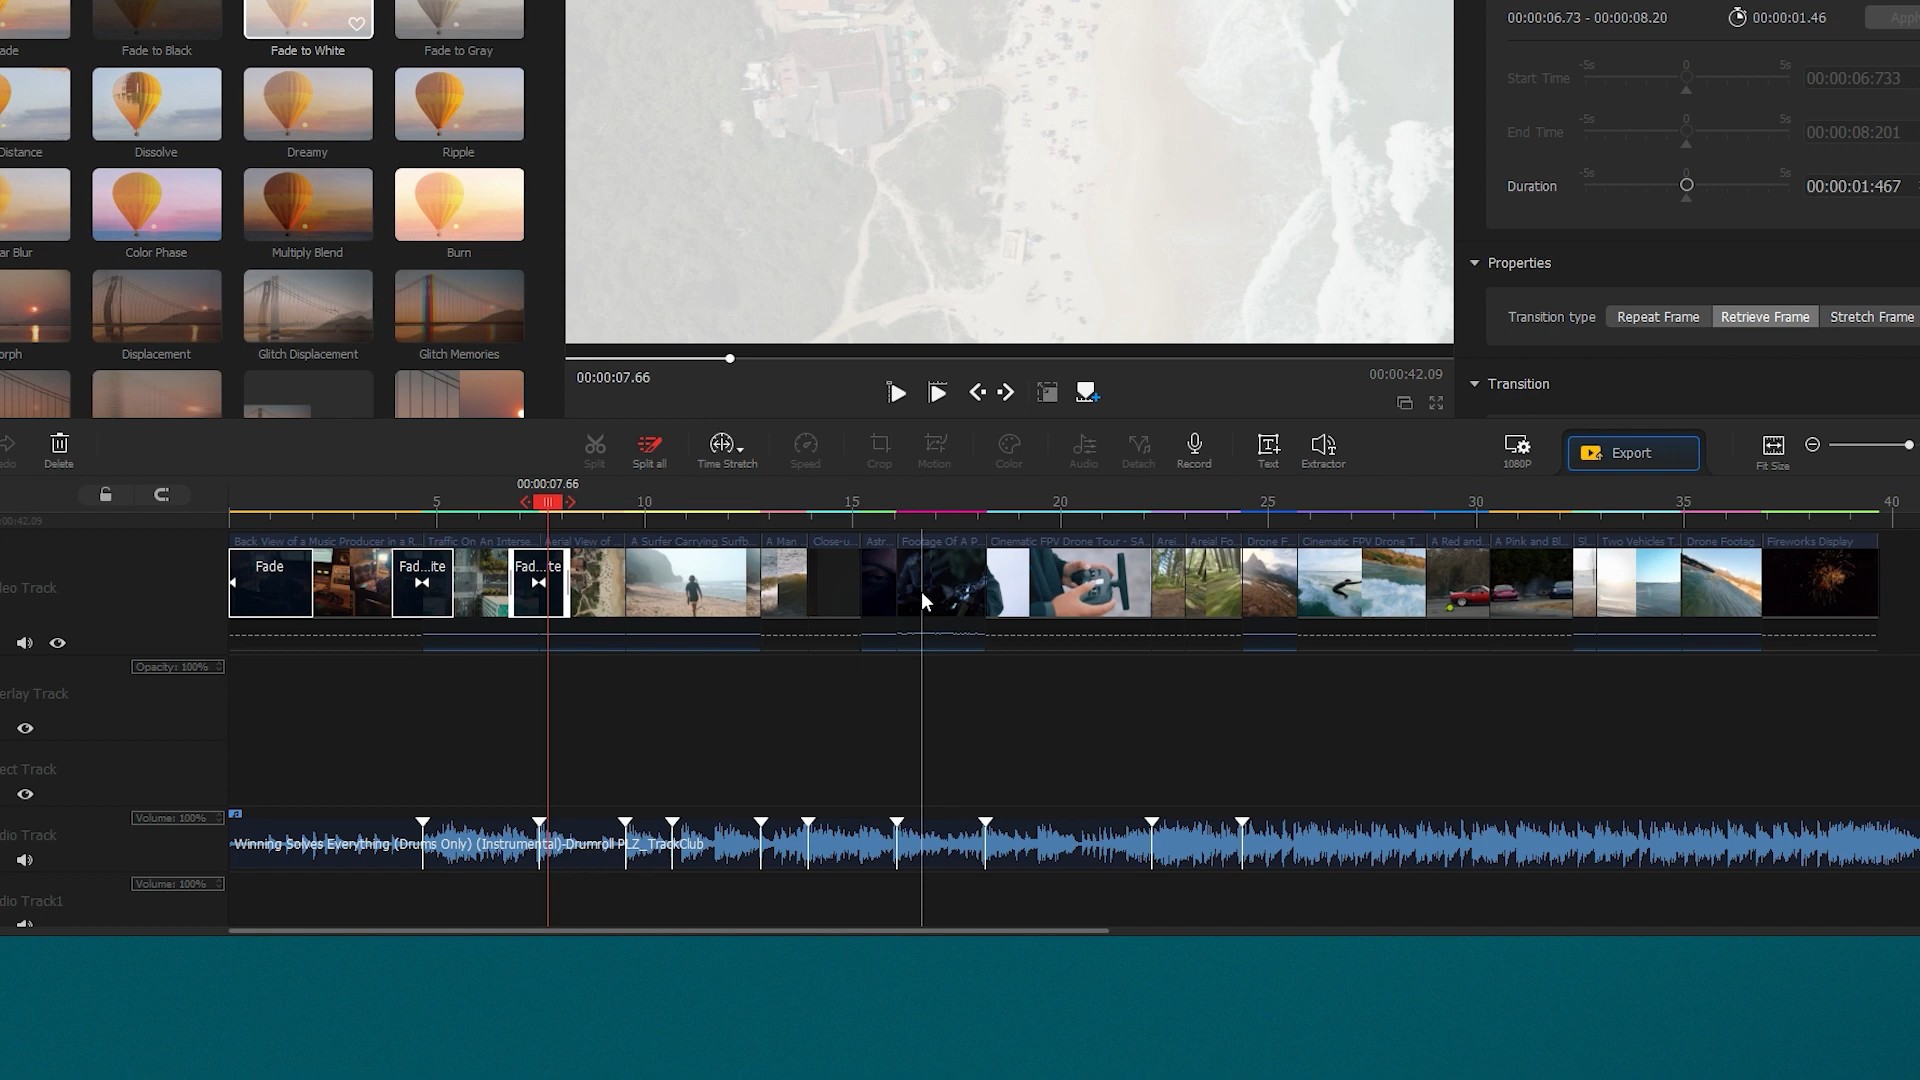 ade
Fade to Black
Fade to White
Fade to Gray
Distance
Dissolve
Dreamy
Ripple
ar Blur
Color Phase
Multiply Blend
Burn
orph
Displacement
Glitch Displacement
Glitch Memories
00:00:07.66
00:00:42.09
00:00:06.73 - 00:00:08.20
00:00:01.46
Apply
Start Time
-5s
0
5s
00:00:06:733
End Time
-5s
0
5s
00:00:08:201
Duration
-5s
0
5s
00:00:01:467
Properties
Transition type
Repeat Frame
Retrieve Frame
Stretch Frame
Transition
edo
Delete
Split
Split all
Time Stretch
Speed
Crop
Motion
Color
Audio
Detach
Record
Text
Extractor
1080P
Export
Fit Size
00:00:07.66
5
10
15
20
25
30
35
40
:00:42.09
Back View of a Music Producer in a R...
Traffic On An Interse...
Aerial View of ...
A Surfer Carrying Surfb...
A Man ...
Close-u...
Astr...
Footage Of A P...
Cinematic FPV Drone Tour - SA...
Arei...
Areial Fo...
Drone F...
Cinematic FPV Drone T...
A Red and...
A Pink and Bl...
Sl...
Two Vehicles T...
Drone Footag...
Fireworks Display
Fade
Fad...ite
Fad...te
eo Track
Opacity: 100%
erlay Track
ect Track
Volume: 100%
dio Track
Winning Solves Everything (Drums Only) (Instrumental)-Drumroll PLZ_TrackClub
Volume: 100%
dio Track1